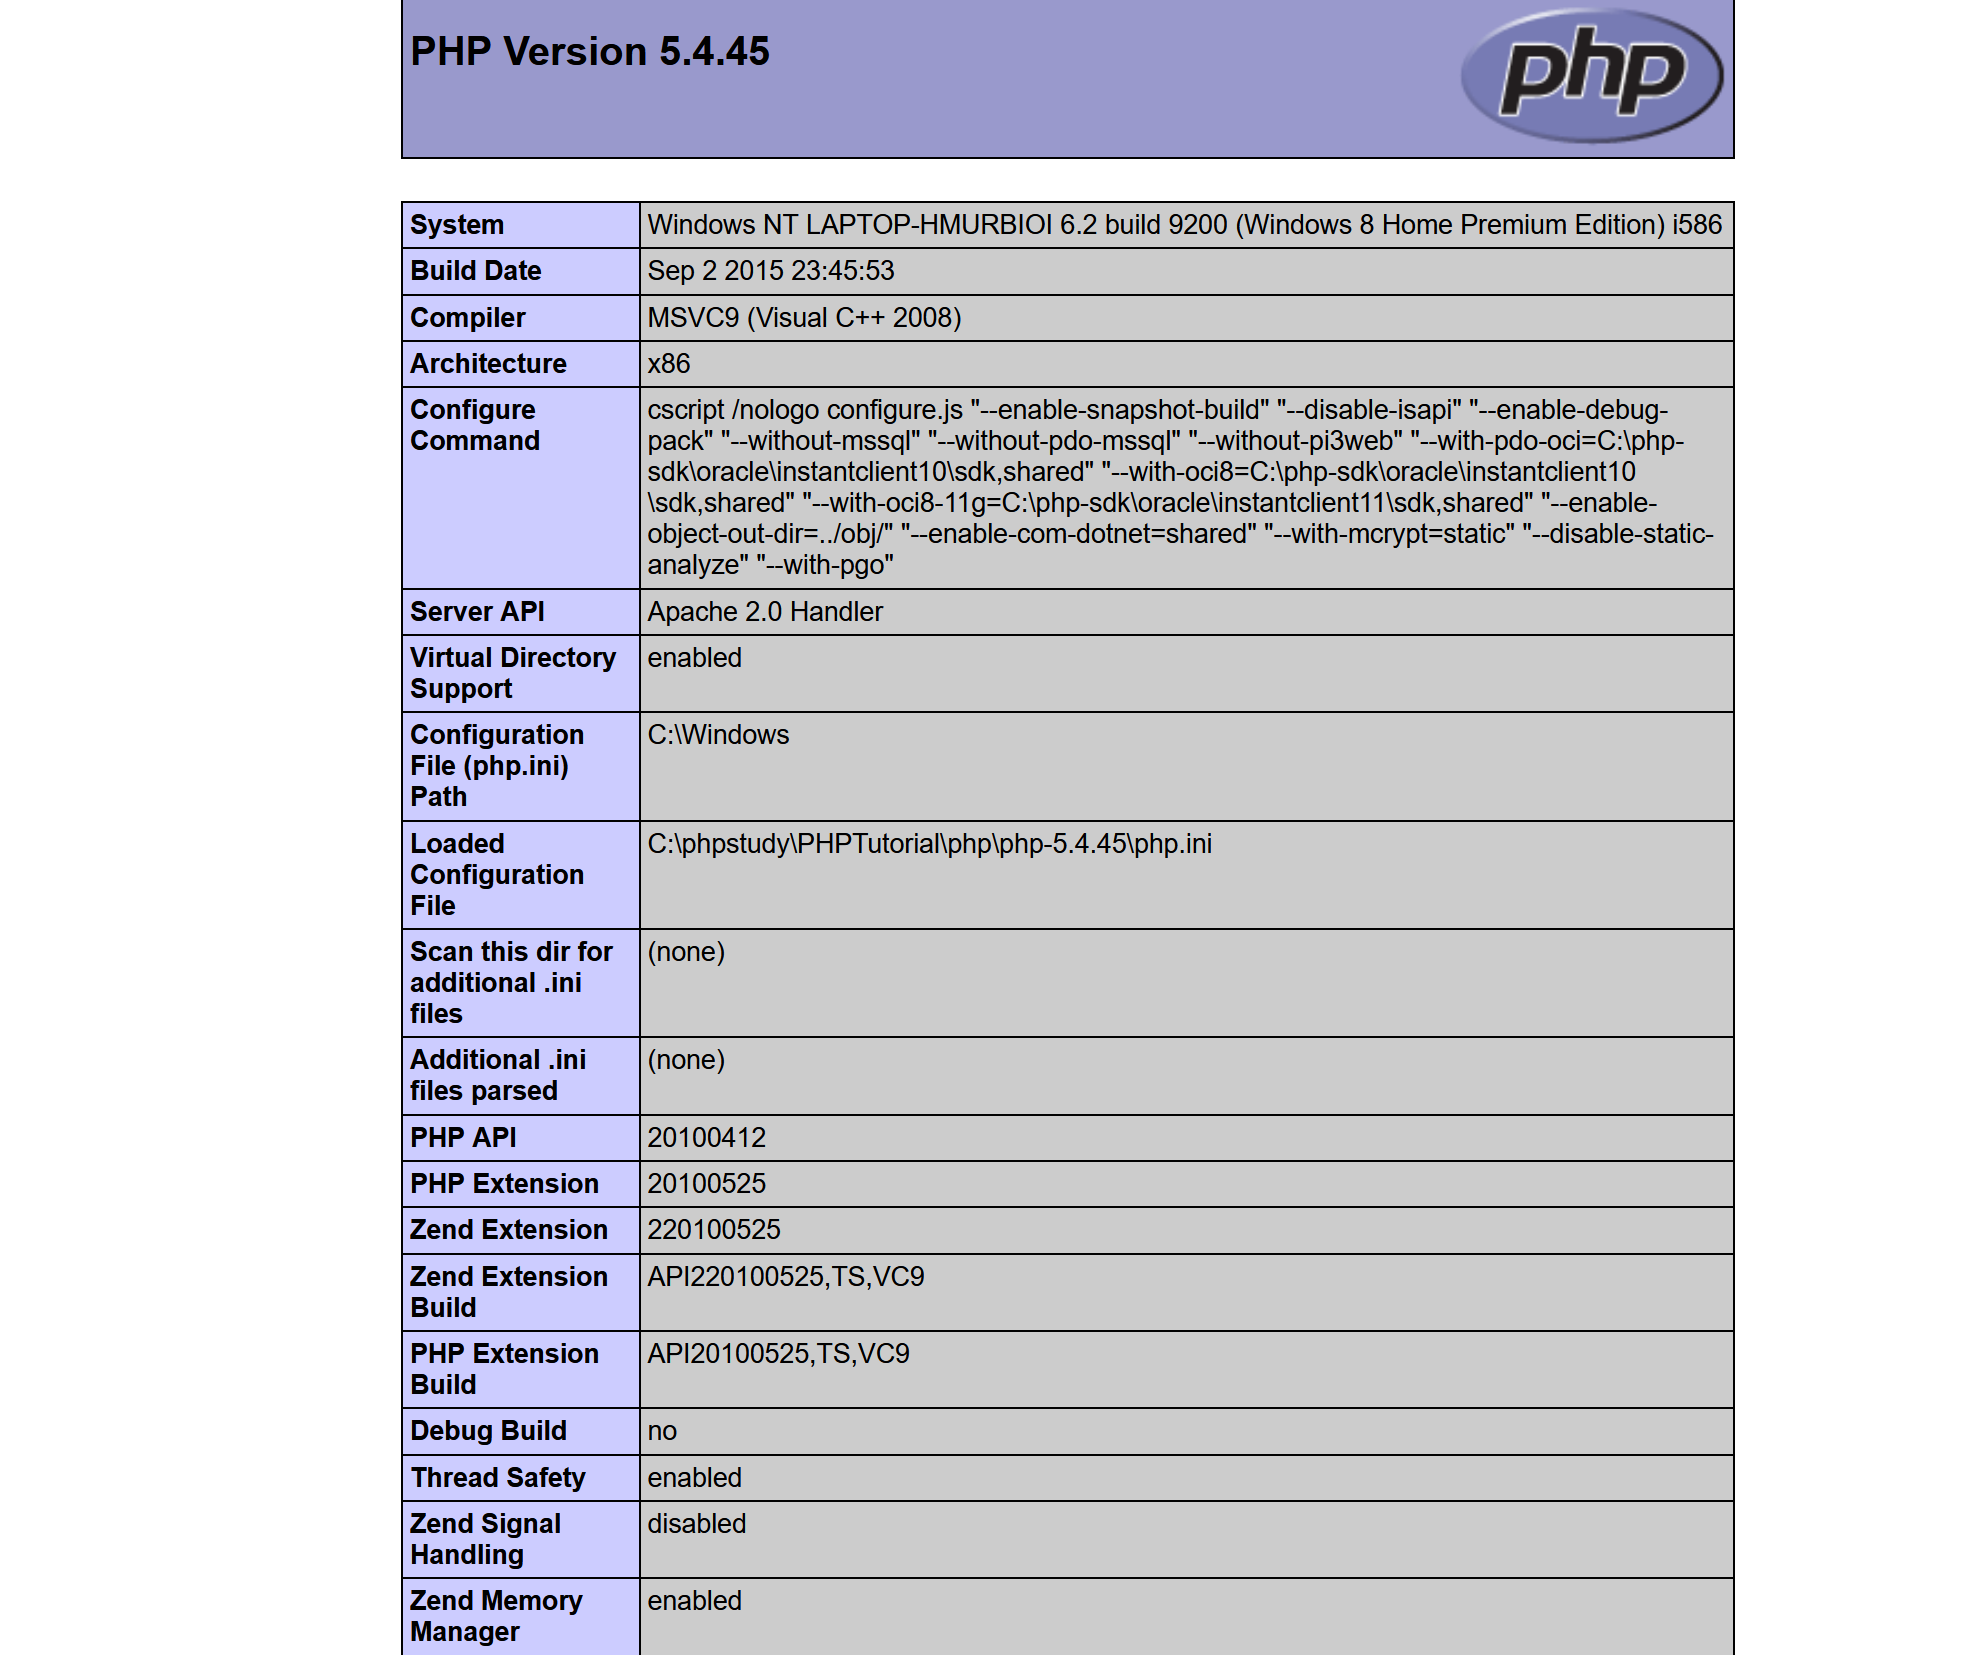 PHP Version 5.4.45
php
System Windows NT LAPTOP-HMURBIOI 6.2 build 9200 (Windows 8 Home Premium Edition) i586
Build Date Sep 2 2015 23:45:53
Compiler MSVC9 (Visual C++ 2008)
Architecture x86
Configure cscript /nologo configure.js "--enable-snapshot-build" "--disable-isapi" "--enable-debug-
Command pack" "--without-mssql" "--without-pdo-mssql" "--without-pi3web" "--with-pdo-oci=C:\php-
sdk\oracle\instantclient10\sdk,shared" "--with-oci8=C:\php-sdk\oracle\instantclient10
\sdk,shared" "--with-oci8-11g=C:\php-sdk\oracle\instantclient11\sdk,shared" "--enable-
object-out-dir=../obj/" "--enable-com-dotnet=shared" "--with-mcrypt=static" "--disable-static-
analyze" "--with-pgo"
Server API Apache 2.0 Handler
Virtual Directory enabled
Support
Configuration C:\Windows
File (php.ini)
Path
Loaded C:\phpstudy\PHPTutorial\php\php-5.4.45\php.ini
Configuration
File
Scan this dir for (none)
additional .ini
files
Additional .ini (none)
files parsed
PHP API 20100412
PHP Extension 20100525
Zend Extension 220100525
Zend Extension API220100525,TS,VC9
Build
PHP Extension API20100525,TS,VC9
Build
Debug Build no
Thread Safety enabled
Zend Signal disabled
Handling
Zend Memory enabled
Manager